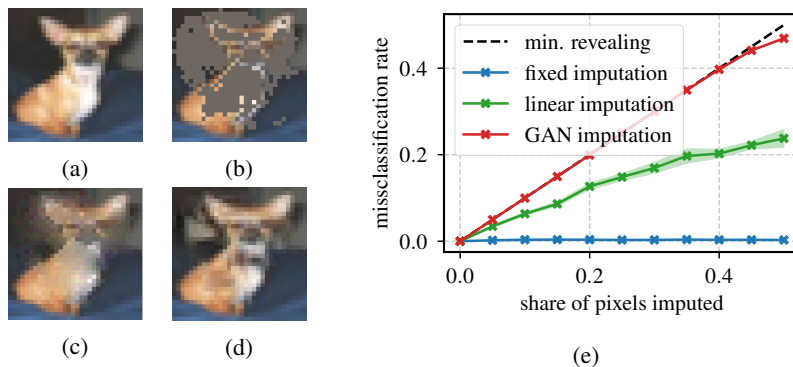 (a)
(b)
(c)
(d)
missclassification rate
0.4
0.2
0.0
min. revealing
fixed imputation
linear imputation
GAN imputation
0.0
0.2
0.4
share of pixels imputed
(e)